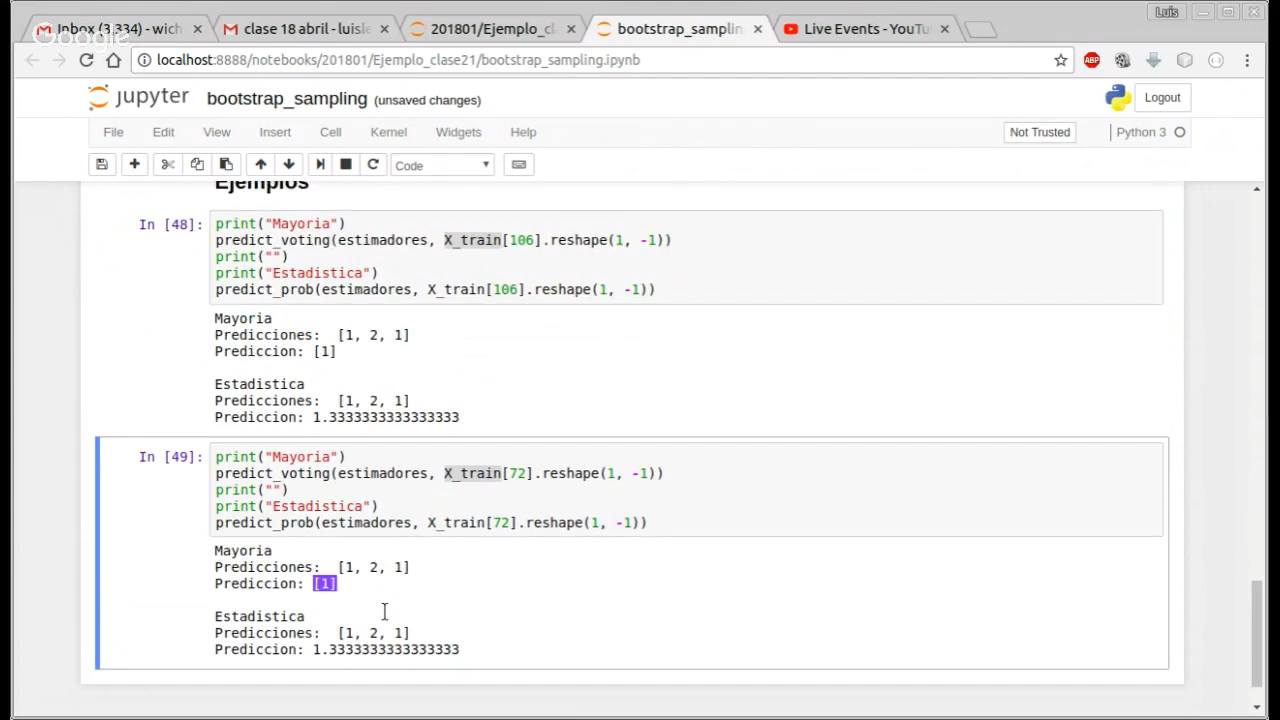 Luis
Inbox (3,334) - wich
clase 18 abril - luisle
201801/Ejemplo_cl
bootstrap_samplin
Live Events - YouTu
Google
localhost:8888/notebooks/201801/Ejemplo_clase21/bootstrap_sampling.ipynb
ABP
jupyter bootstrap_sampling (unsaved changes)
Logout
File Edit View Insert Cell Kernel Widgets Help
Not Trusted
Python 3
Code
Ejemplos
In [48]: print("Mayoria")
predict_voting(estimadores, X_train[106].reshape(1, -1))
print("")
print("Estadistica")
predict_prob(estimadores, X_train[106].reshape(1, -1))
Mayoria
Predicciones:  [1, 2, 1]
Prediccion: [1]
Estadistica
Predicciones:  [1, 2, 1]
Prediccion: 1.3333333333333333
In [49]: print("Mayoria")
predict_voting(estimadores, X_train[72].reshape(1, -1))
print("")
print("Estadistica")
predict_prob(estimadores, X_train[72].reshape(1, -1))
Mayoria
Predicciones:  [1, 2, 1]
Prediccion: [1]
Estadistica
Predicciones:  [1, 2, 1]
Prediccion: 1.3333333333333333